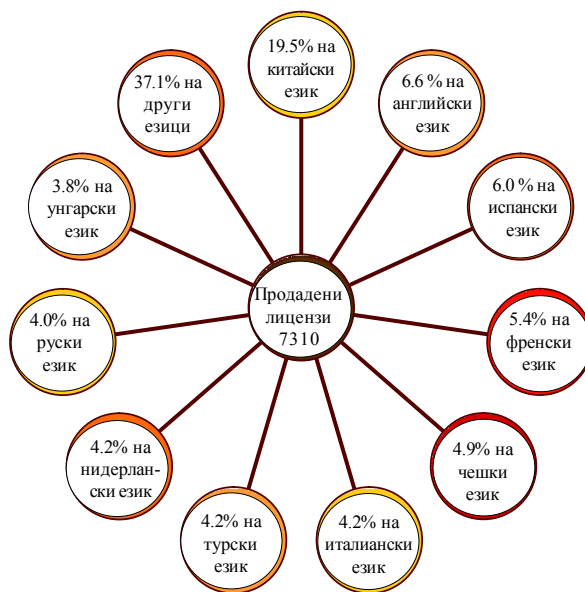 19.5% на
китайски
език
6.6 % на
английски
език
6.0 % на
испански
език
5.4% на
френски
език
4.9% на
чешки
език
4.2% на
италиански
език
4.2% на
турски
език
4.2% на
нидерлан-
ски език
4.0% на
руски
език
3.8% на
унгарски
език
37.1% на
други
езици
Продадени
лицензи
7310